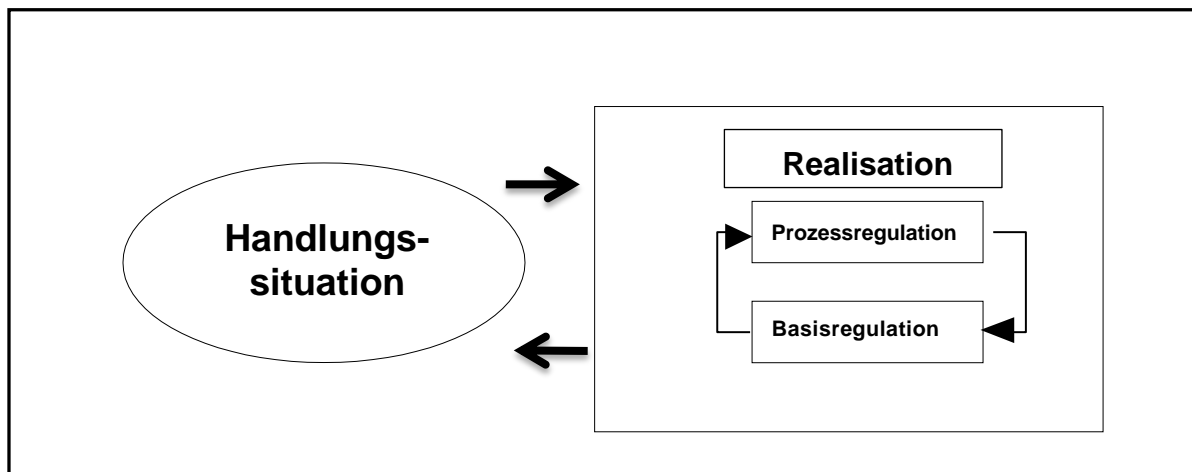 Handlungs-
situation
Realisation
Prozessregulation
Basisregulation